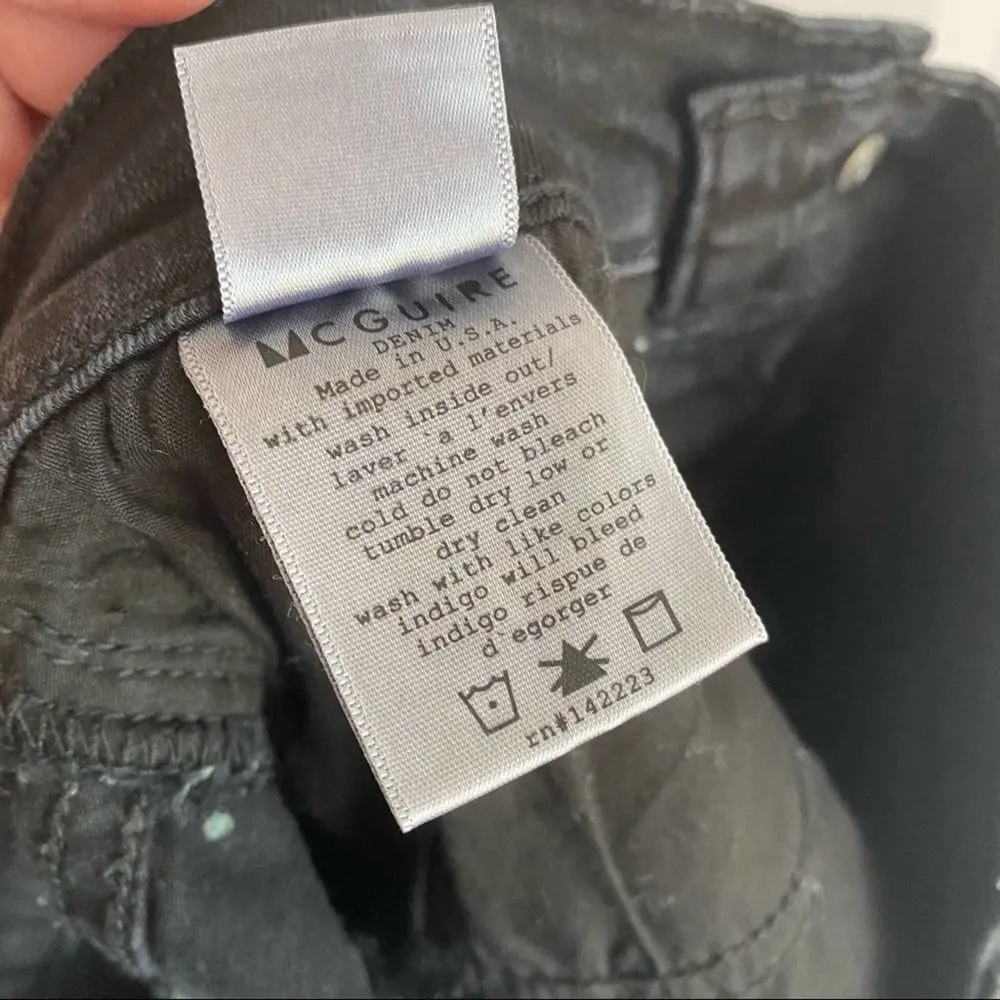 MCGUIRE
DENIM
Made in U.S.A.
with imported materials
wash inside out/
laver `a l'envers
machine wash
cold do not bleach
tumble dry low or
dry clean
wash with like colors
indigo will bleed
indigo rispue de
d`egorger
rn#142223